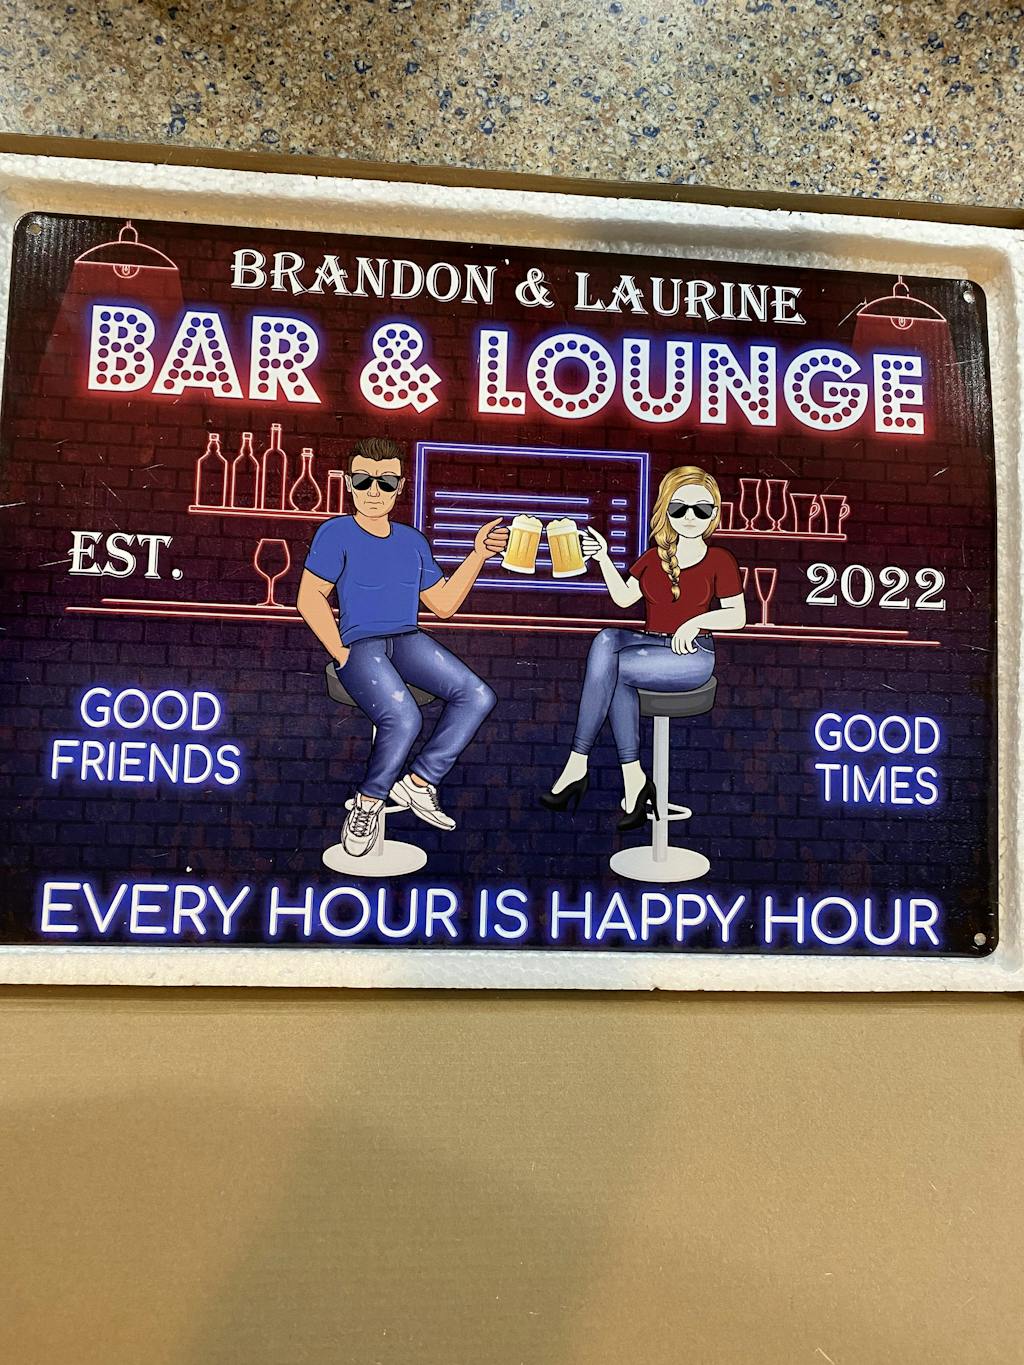 BRANDON & LAURINE
BAR & LOUNGE
EST. 2022
GOOD
FRIENDS
GOOD
TIMES
EVERY HOUR IS HAPPY HOUR